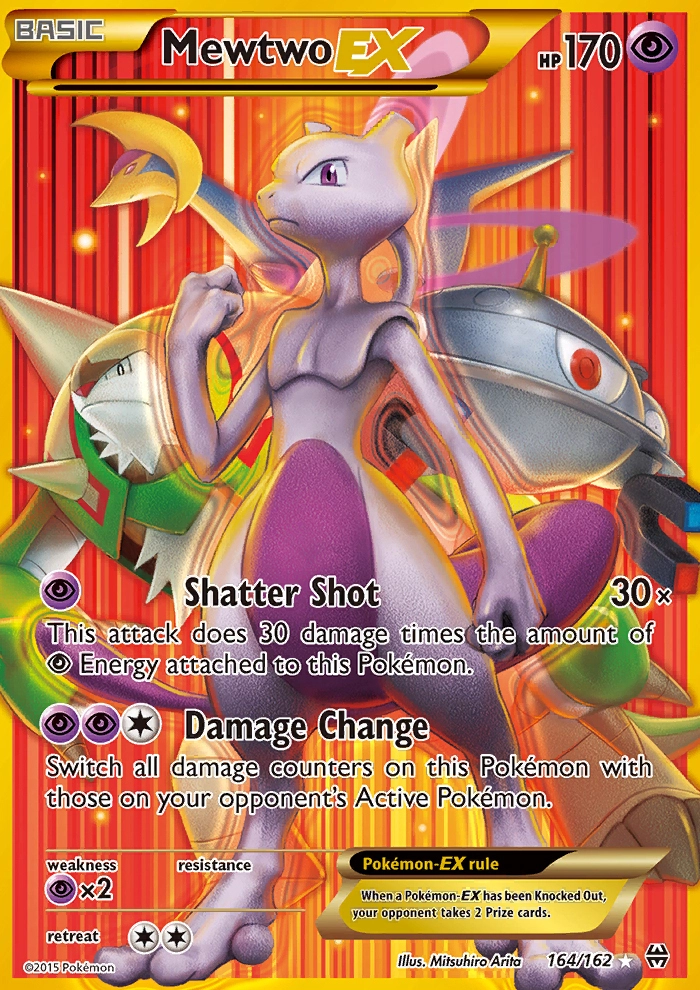 BASIC Mewtwo EX HP 170
Shatter Shot 30×
This attack does 30 damage times the amount of
Energy attached to this Pokémon.
Damage Change
Switch all damage counters on this Pokémon with
those on your opponent's Active Pokémon.
weakness resistance
×2
Pokémon-EX rule
When a Pokémon-EX has been Knocked Out,
your opponent takes 2 Prize cards.
retreat
©2015 Pokémon
Illus. Mitsuhiro Arita 164/162